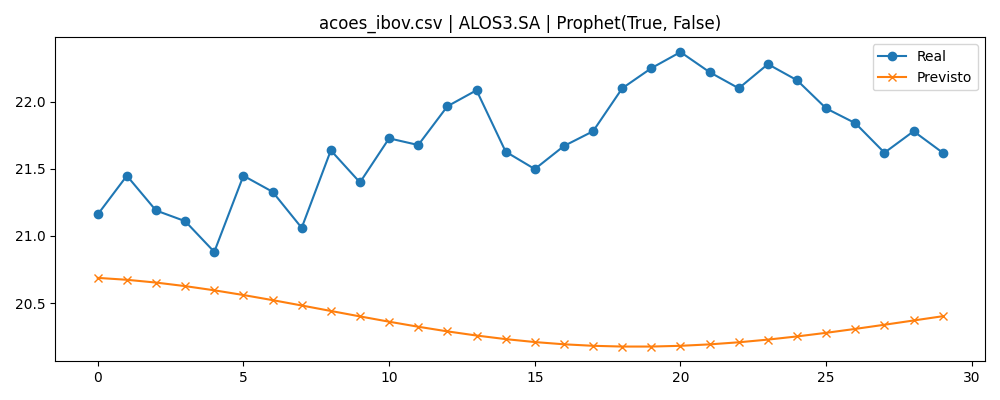 acoes_ibov.csv | ALOS3.SA | Prophet(True, False)
Real
Previsto
22.0
21.5
21.0
20.5
0 5 10 15 20 25 30